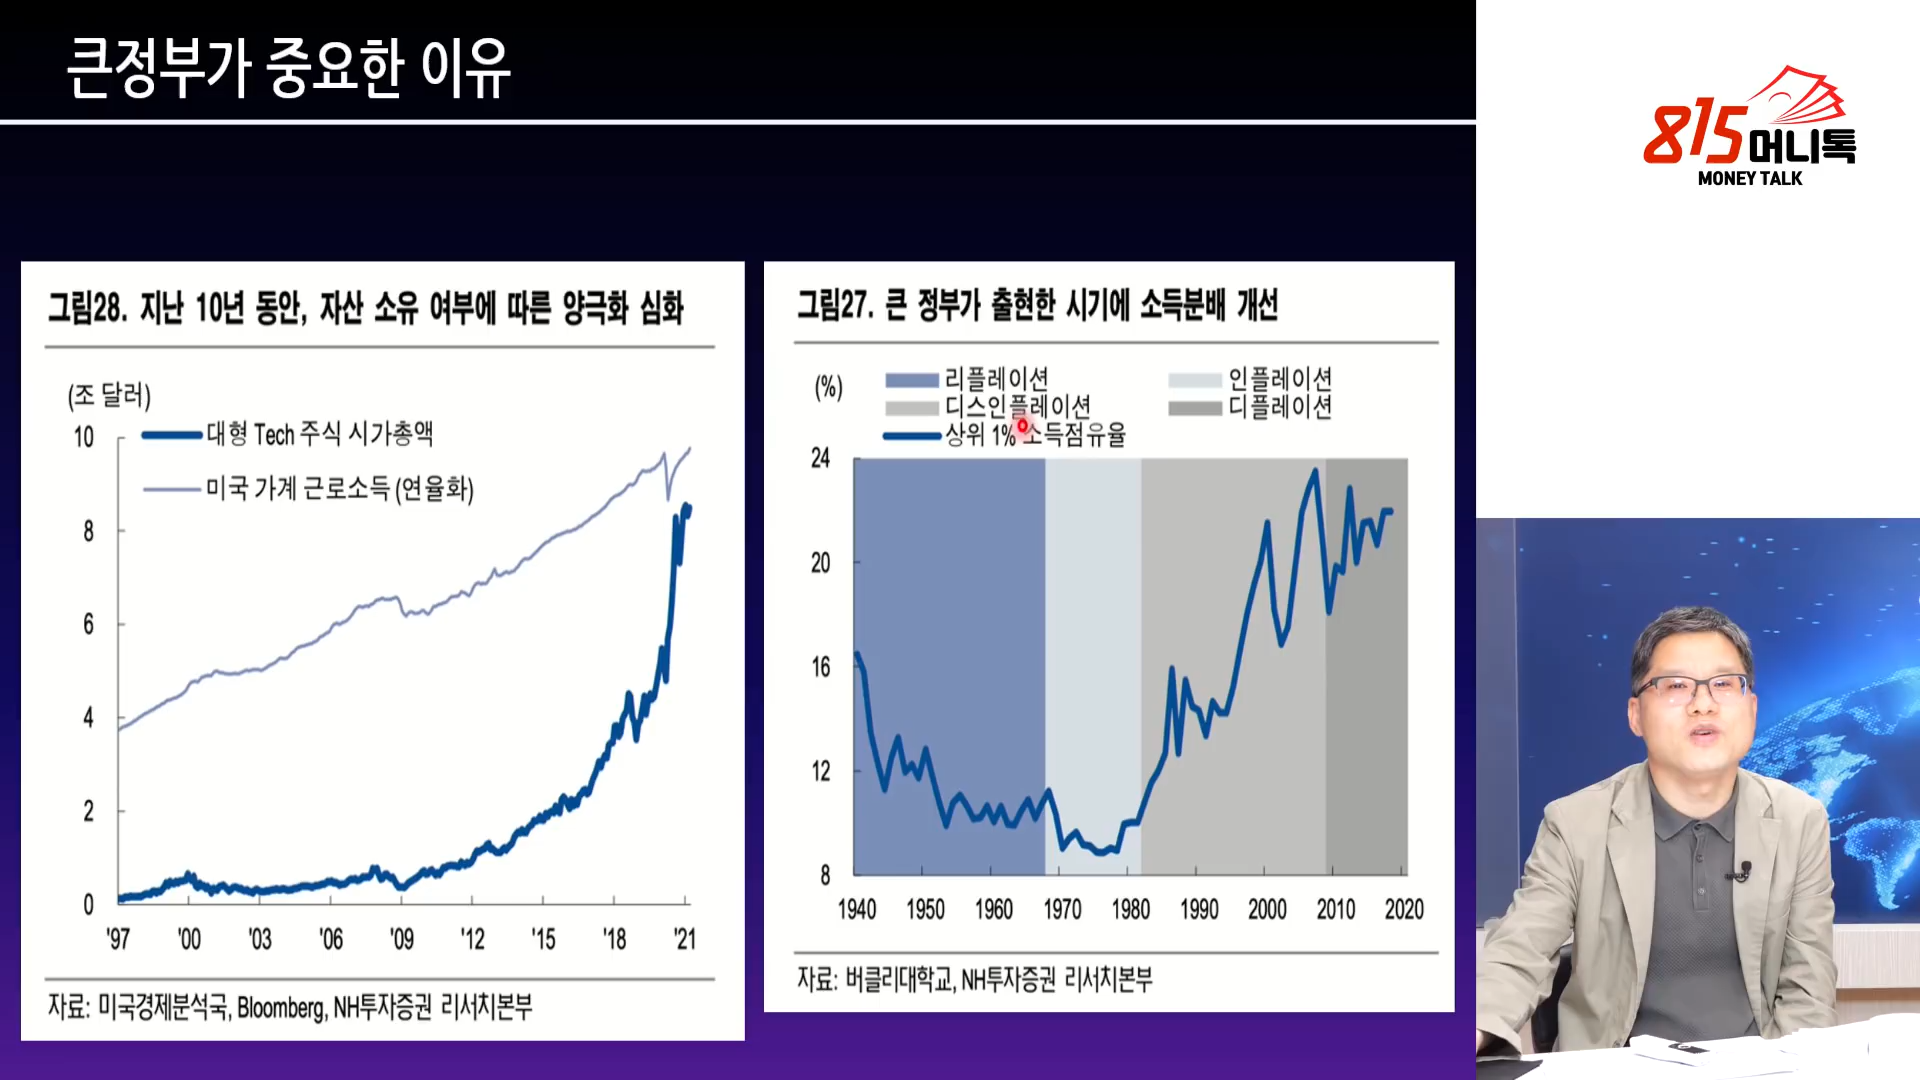 큰정부가 중요한 이유
815머니톡
MONEY TALK
그림28. 지난 10년 동안, 자산 소유 여부에 따른 양극화 심화
(조 달러)
대형 Tech 주식 시가총액
미국 가계 근로소득 (연율화)
10
8
6
4
2
0
'97 '00 '03 '06 '09 '12 '15 '18 '21
자료: 미국경제분석국, Bloomberg, NH투자증권 리서치본부
그림27. 큰 정부가 출현한 시기에 소득분배 개선
(%)
리플레이션 인플레이션
디스인플레이션 디플레이션
상위 1% 소득점유율
24
20
16
12
8
1940 1950 1960 1970 1980 1990 2000 2010 2020
자료: 버클리대학교, NH투자증권 리서치본부